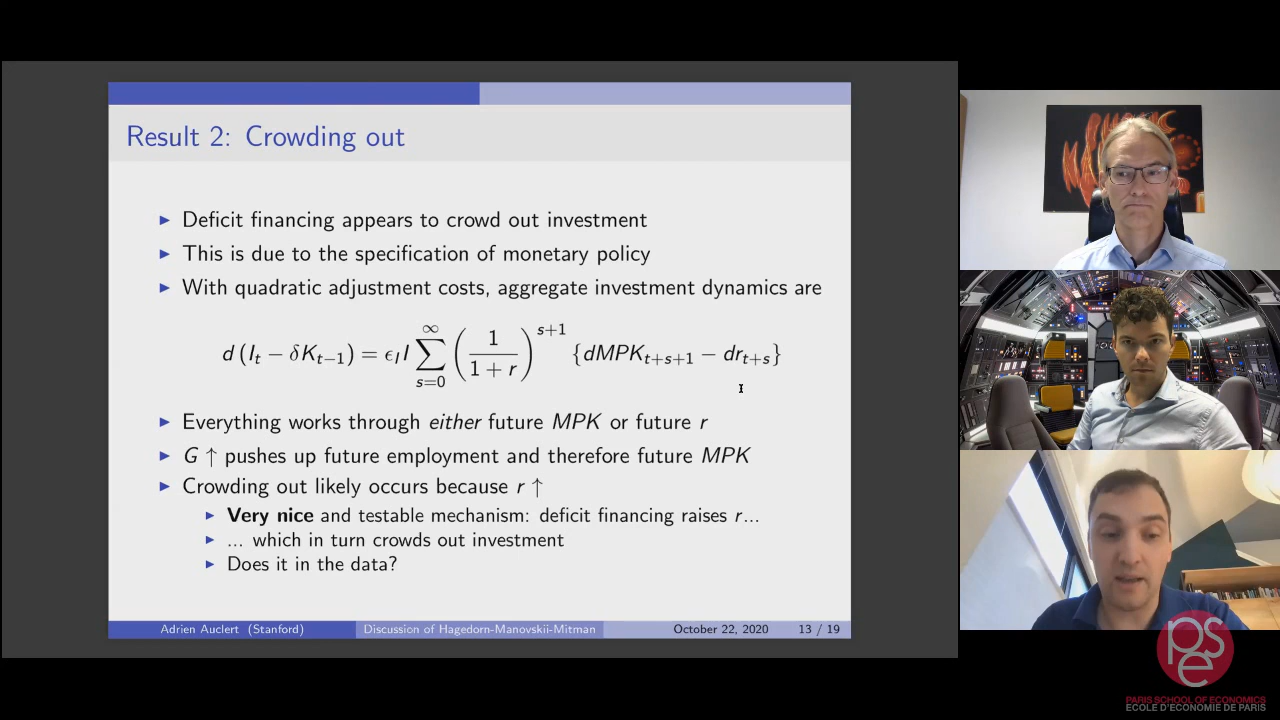 Result 2: Crowding out
▶ Deficit financing appears to crowd out investment
▶ This is due to the specification of monetary policy
▶ With quadratic adjustment costs, aggregate investment dynamics are
d (I_t − δK_{t−1}) = ϵ_I I ∑_{s=0}^{∞} (1 / (1 + r))^{s+1} {dMPK_{t+s+1} − dr_{t+s}}
▶ Everything works through either future MPK or future r
▶ G ↑ pushes up future employment and therefore future MPK
▶ Crowding out likely occurs because r ↑
▶ Very nice and testable mechanism: deficit financing raises r...
▶ ... which in turn crowds out investment
▶ Does it in the data?
Adrien Auclert (Stanford) Discussion of Hagedorn-Manovskii-Mitman October 22, 2020 13 / 19
pse
PARIS SCHOOL OF ECONOMICS
ECOLE D'ECONOMIE DE PARIS